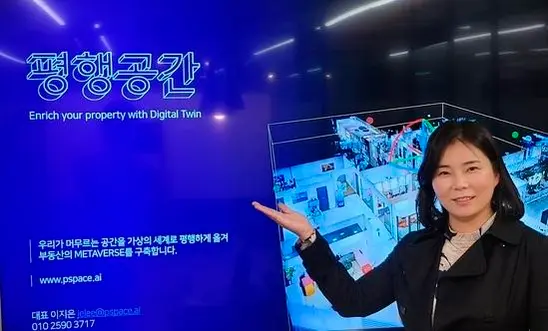 평행공간
Enrich your property with Digital Twin
우리가 머무르는 공간을 가상의 세계로 평행하게 옮겨
부동산의 METAVERSE를 구축합니다.
www.pspace.ai
대표 이지은 jelee@pspace.ai
010 2590 3717